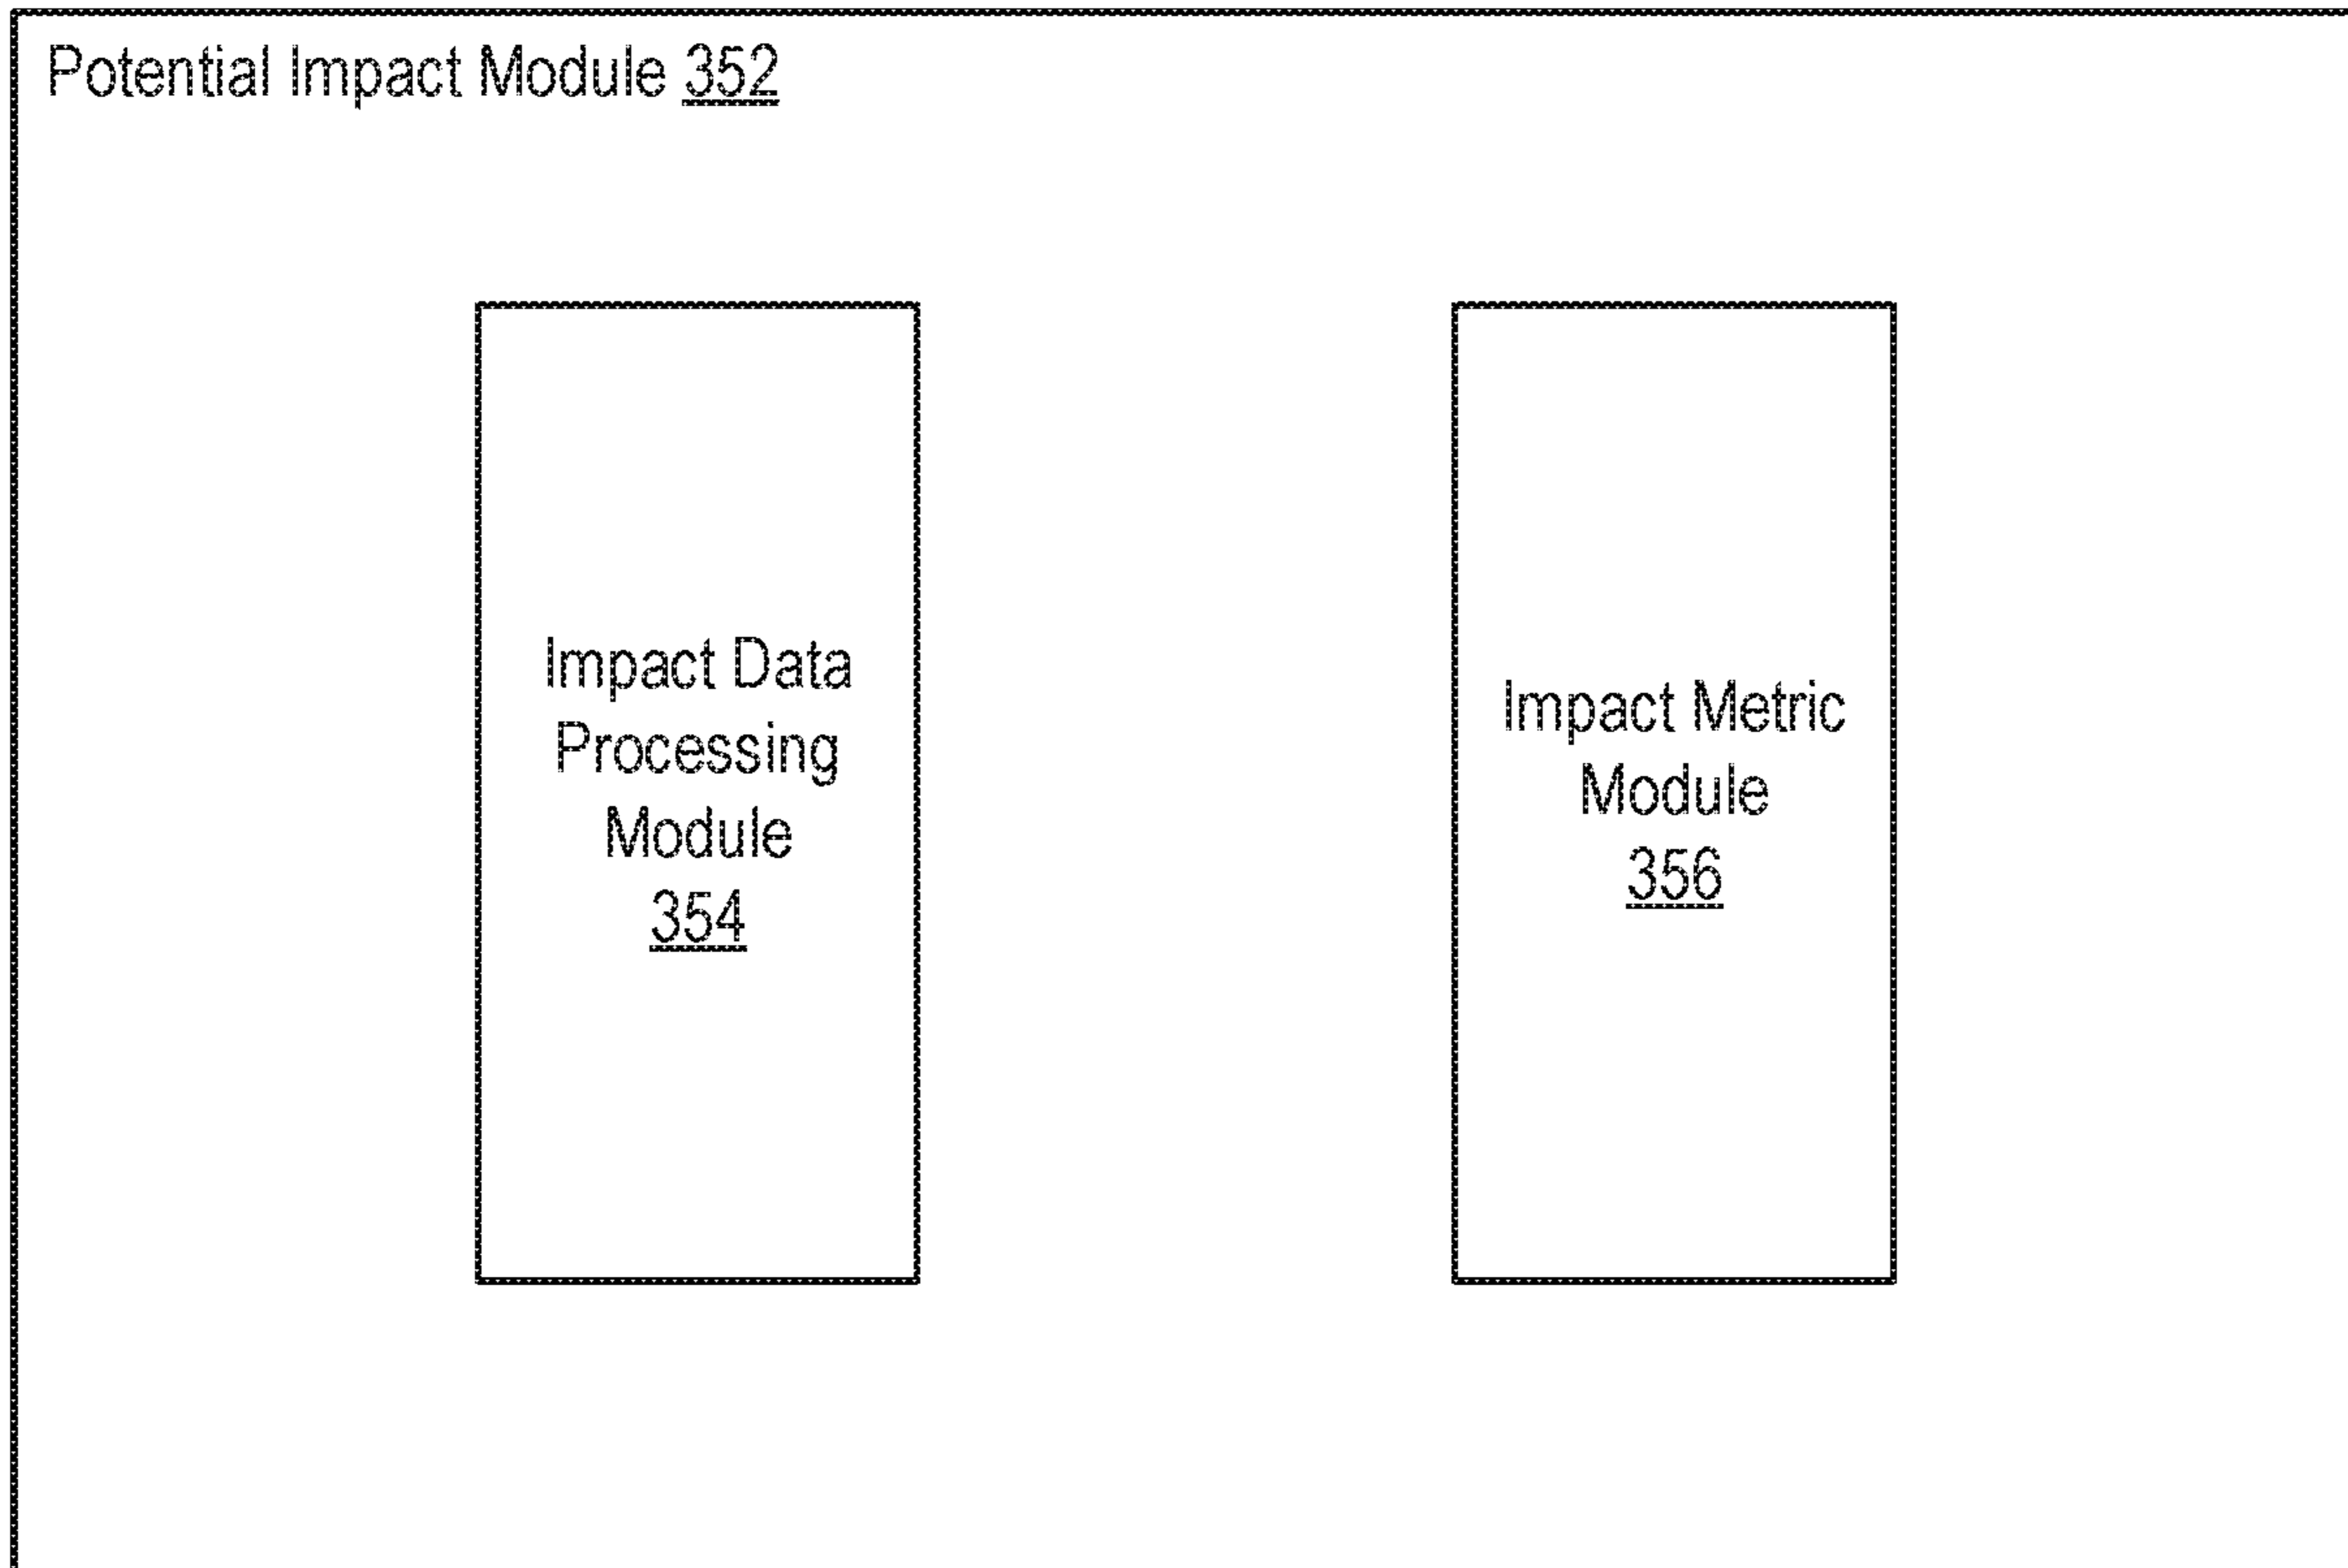 Potential Impact Module 352
Impact Data
Processing
Module
354
Impact Metric
Module
356